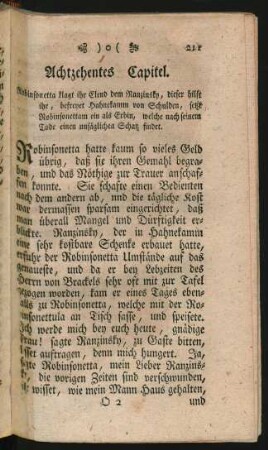 )o( 211
Achtzehentes Capitel.
Robinsonetta klagt ihr Elend dem Ranzinsky, dieser hilft
ihr, befreyet Hahnekamm von Schulden, setzt
Robinsonettam ein als Erbin, welche nach seinem
Tode einen unsäglichen Schatz findet.
Robinsonetta hatte kaum so vieles Geld
übrig, daß sie ihren Gemahl begra-
ben, und das Nöthige zur Trauer anschaf-
fen konnte. Sie schafte einen Bedienten
nach dem andern ab, und die tägliche Kost
war dermassen sparsam eingerichtet, daß
man überall Mangel und Dürftigkeit er-
blickte. Ranzinsky, der in Hahnekamm
eine sehr kostbare Schenke erbauet hatte,
erfuhr der Robinsonetta Umstände auf das
genaueste, und da er bey Lebzeiten des
Herrn von Brackels sehr oft mit zur Tafel
gezogen worden, kam er eines Tages eben-
falls zu Robinsonetta, welche mit der Ro-
binsonettula an Tisch sasse, und speisete.
Ich werde mich bey euch heute, gnädige
Frau! sagte Ranzinsky, zu Gaste bitten,
lasset auftragen, denn mich hungert. Ja,
sagte Robinsonetta, mein Lieber Ranzins-
ky, die vorigen Zeiten sind verschwunden,
ihr wisset, wie mein Mann Haus gehalten,
O 2 und